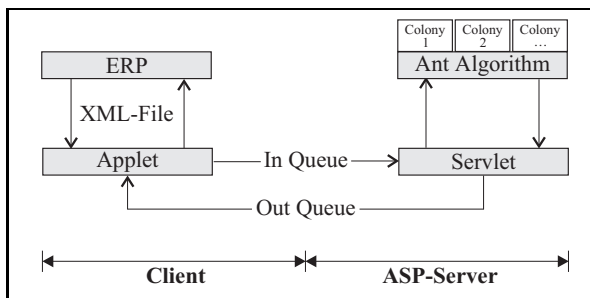 Colony
1
Colony
2
Colony
...
ERP
Ant Algorithm
XML-File
Applet
In Queue
Servlet
Out Queue
Client
ASP-Server